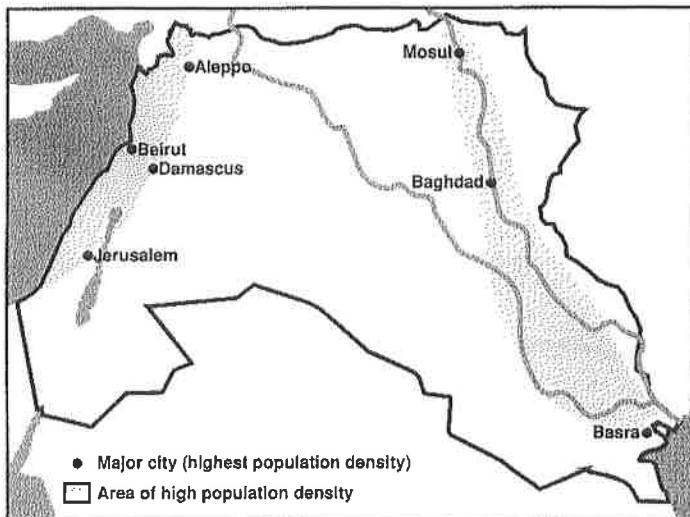 Mosul
Aleppo
Beirut
Damascus
Baghdad
Jerusalem
Basra
Major city (highest population density)
Area of high population density